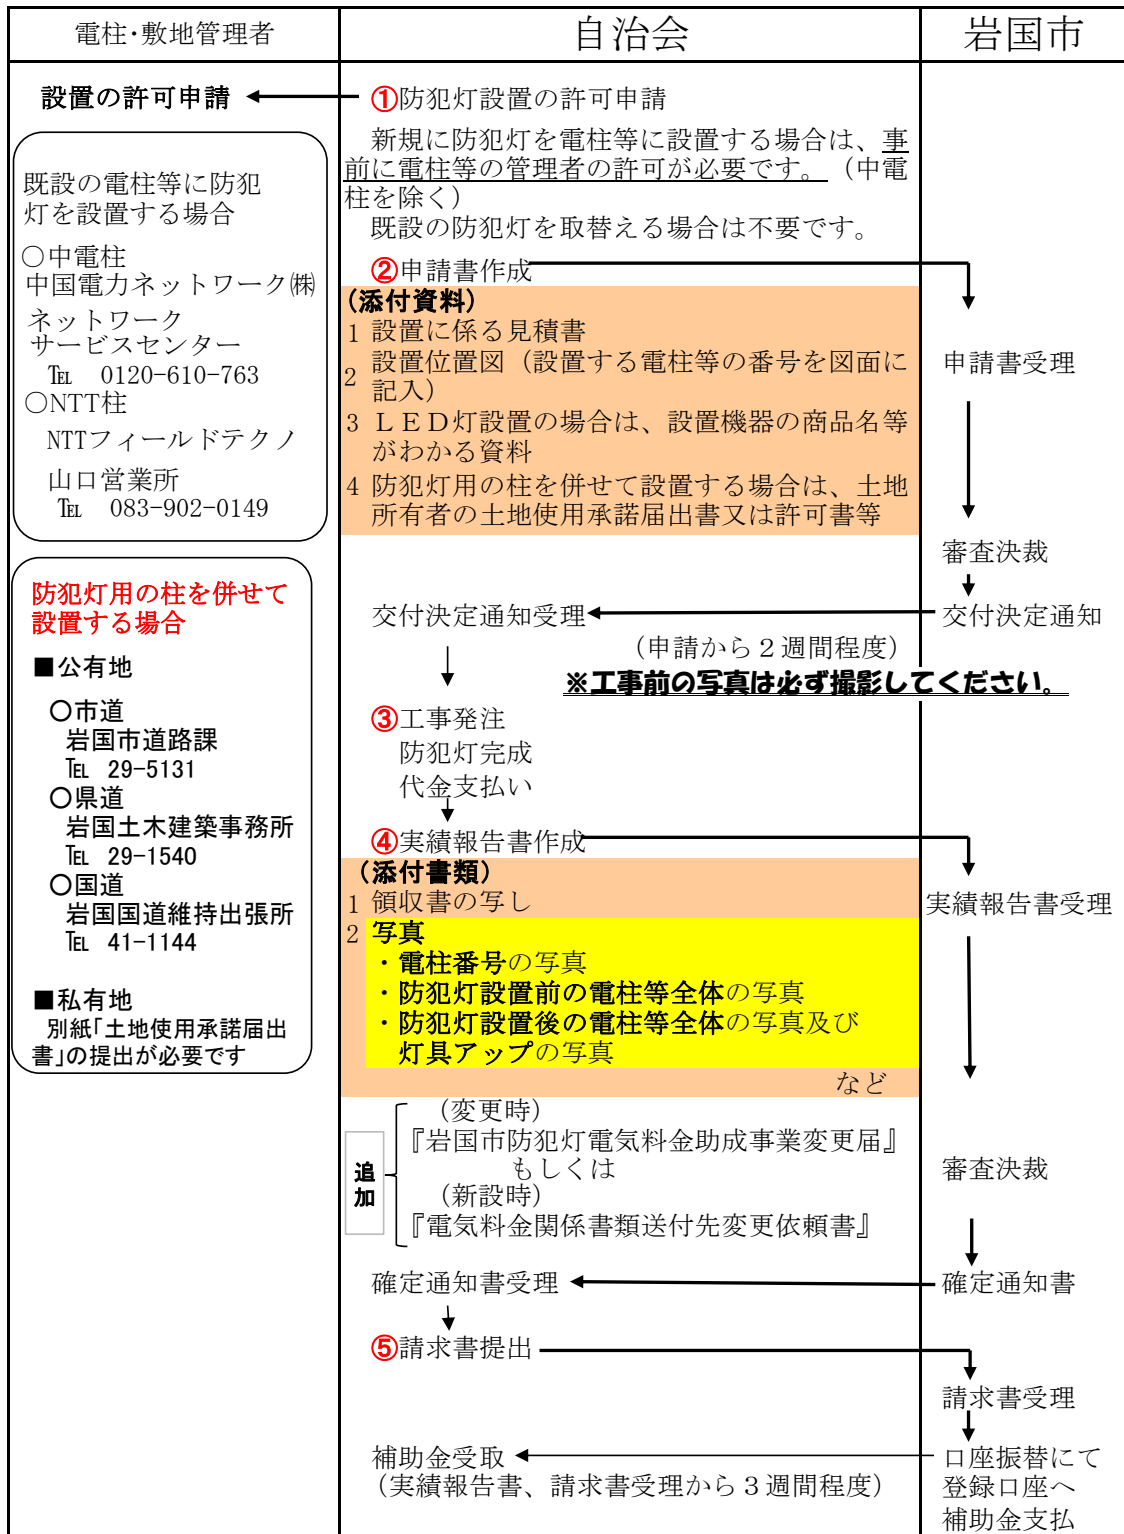 電柱・敷地管理者
自治会
岩国市
設置の許可申請
既設の電柱等に防犯
灯を設置する場合
○中電柱
中国電力ネットワーク㈱
ネットワーク
サービスセンター
℡ 0120-610-763
○NTT柱
NTTフィールドテクノ
山口営業所
℡ 083-902-0149
防犯灯用の柱を併せて
設置する場合
■公有地
○市道
岩国市道路課
℡ 29-5131
○県道
岩国土木建築事務所
℡ 29-1540
○国道
岩国国道維持出張所
℡ 41-1144
■私有地
別紙「土地使用承諾届出
書」の提出が必要です
①防犯灯設置の許可申請
新規に防犯灯を電柱等に設置する場合は、事
前に電柱等の管理者の許可が必要です。（中電
柱を除く）
既設の防犯灯を取替える場合は不要です。
②申請書作成
(添付資料)
1 設置に係る見積書
2 設置位置図（設置する電柱等の番号を図面に
記入）
3 ＬＥＤ灯設置の場合は、設置機器の商品名等
がわかる資料
4 防犯灯用の柱を併せて設置する場合は、土地
所有者の土地使用承諾届出書又は許可書等
交付決定通知受理
（申請から２週間程度）
※工事前の写真は必ず撮影してください。
③工事発注
防犯灯完成
代金支払い
④実績報告書作成
(添付書類)
1 領収書の写し
2 写真
・電柱番号の写真
・防犯灯設置前の電柱等全体の写真
・防犯灯設置後の電柱等全体の写真及び
灯具アップの写真
など
追
加
（変更時）
『岩国市防犯灯電気料金助成事業変更届』
もしくは
（新設時）
『電気料金関係書類送付先変更依頼書』
確定通知書受理
⑤請求書提出
補助金受取
（実績報告書、請求書受理から３週間程度）
申請書受理
審査決裁
交付決定通知
実績報告書受理
審査決裁
確定通知書
請求書受理
口座振替にて
登録口座へ
補助金支払